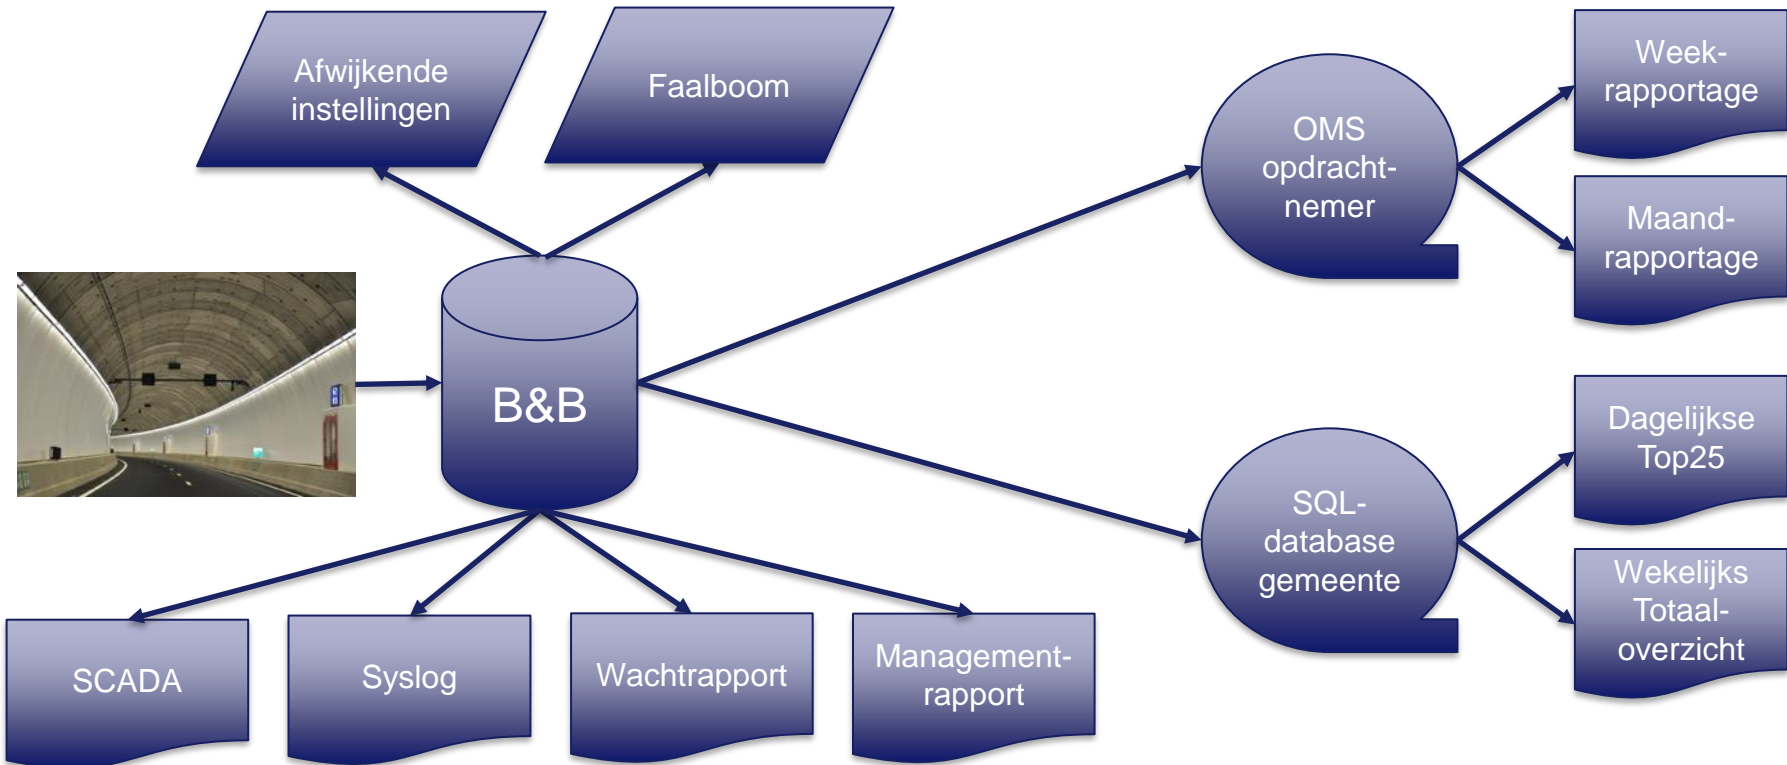 Afwijkende
instellingen
Faalboom
OMS
opdracht-
nemer
Week-
rapportage
Maand-
rapportage
B&B
SQL-
database
gemeente
Dagelijkse
Top25
Wekelijks
Totaal-
overzicht
SCADA
Syslog
Wachtrapport
Management-
rapport